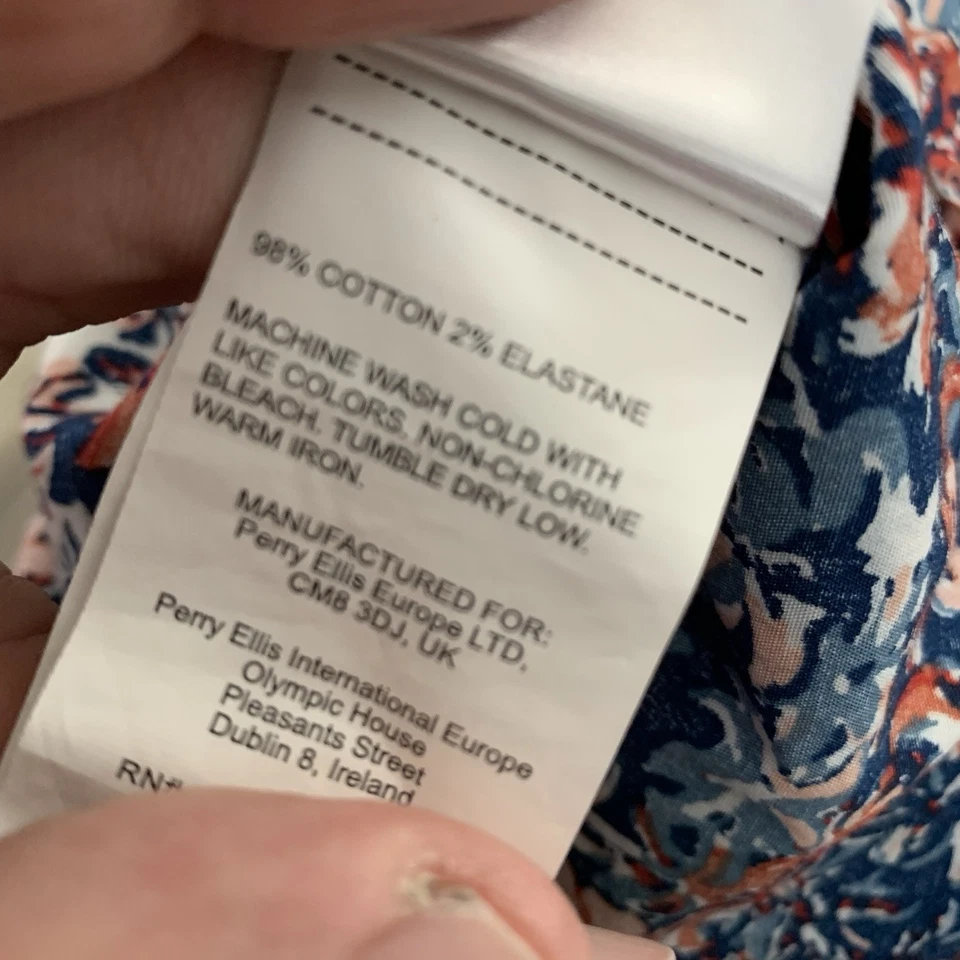 98% COTTON 2% ELASTANE
MACHINE WASH COLD WITH
LIKE COLORS. NON-CHLORINE
BLEACH. TUMBLE DRY LOW.
WARM IRON.
MANUFACTURED FOR:
Perry Ellis Europe LTD,
CM8 3DJ, UK
Perry Ellis International Europe
Olympic House
Pleasants Street
Dublin 8, Ireland
RN#